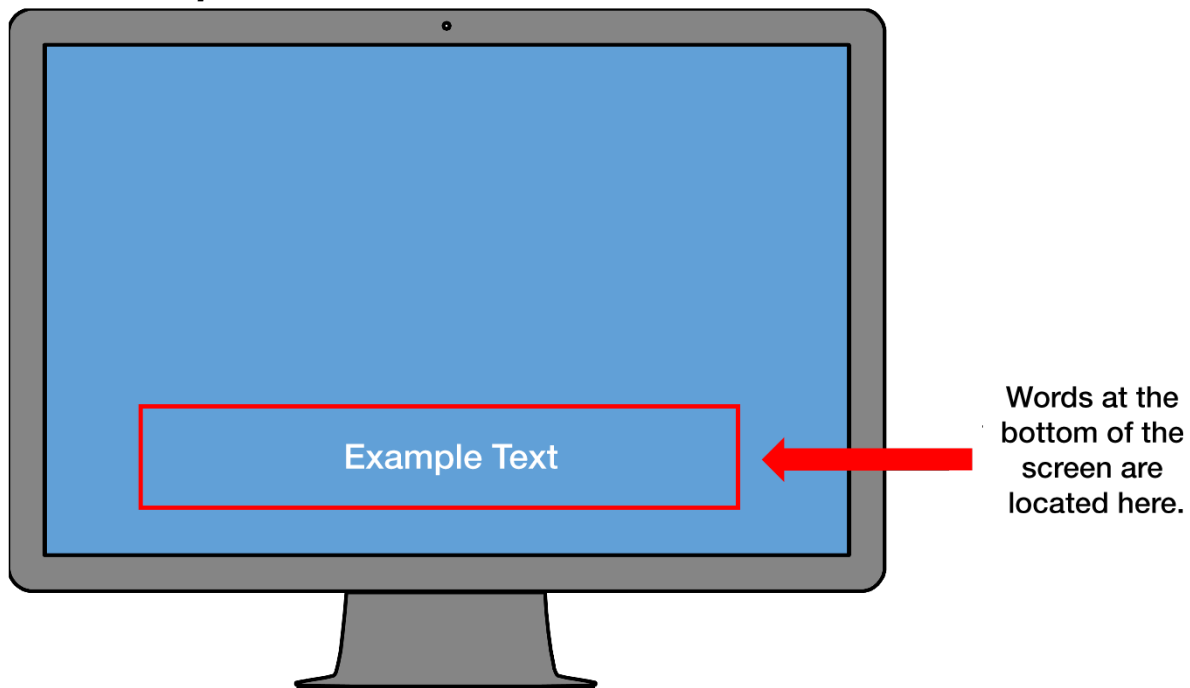 Example Text
Words at the
bottom of the
screen are
located here.